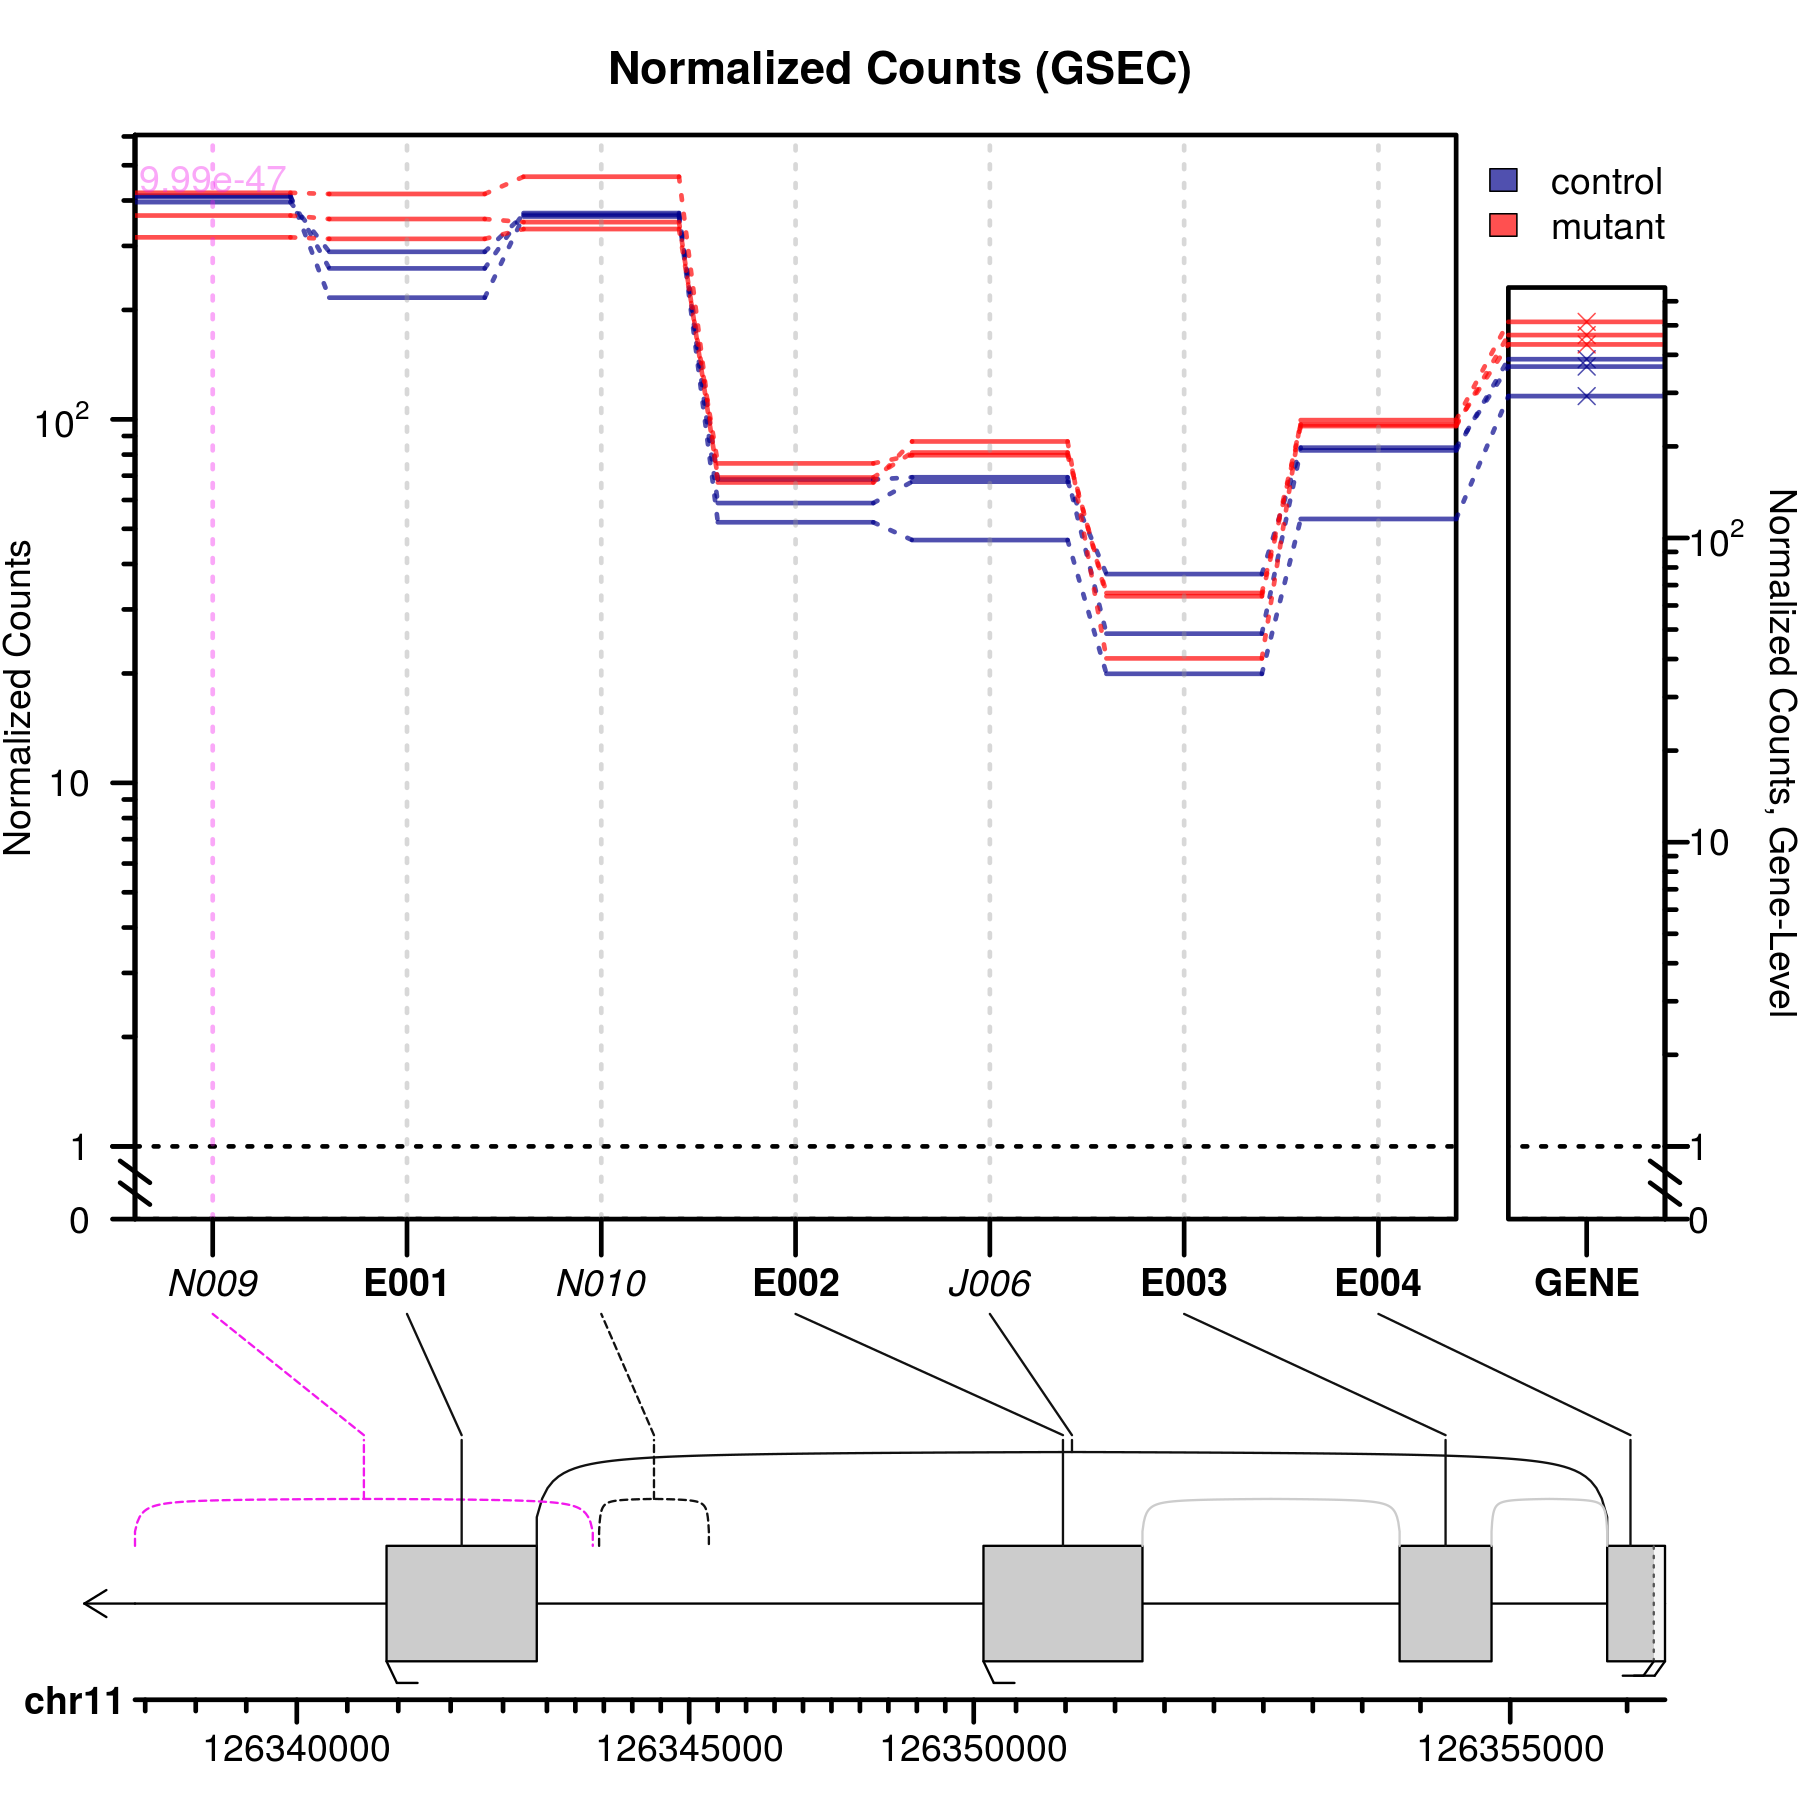 Normalized Counts (GSEC)
9.99e-47
control
mutant
Normalized Counts
10²
10
1
0
Normalized Counts, Gene-Level
10²
10
1
0
N009 E001 N010 E002 J006 E003 E004 GENE
chr11
126340000 126345000 126350000 126355000